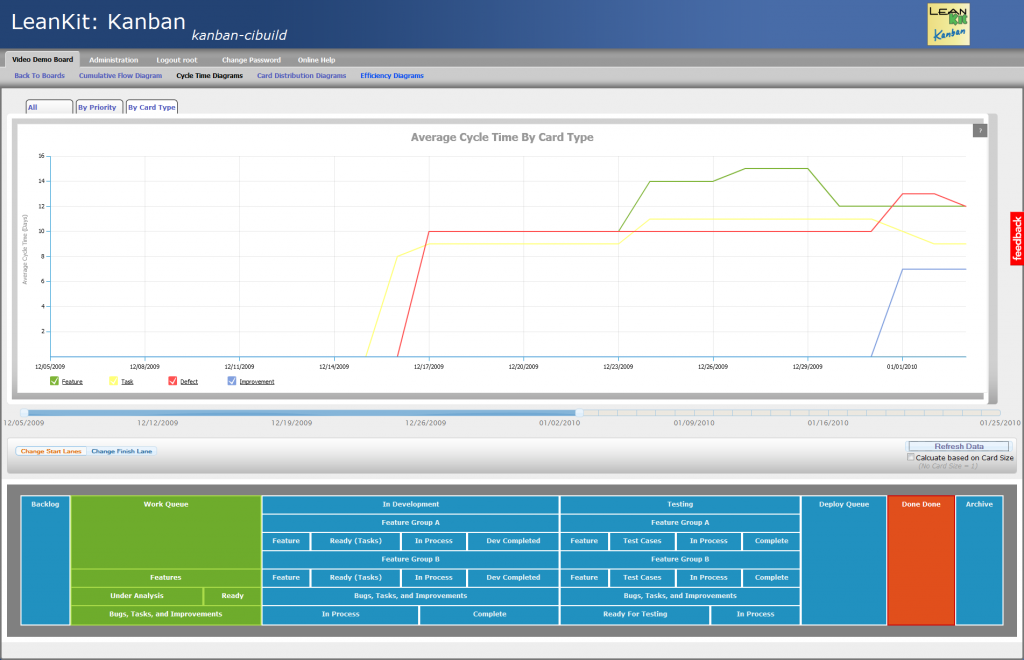 LeanKit: Kanban
kanban-cibuild
LEAN
Kit
Kanban
Video Demo Board Administration Logout root Change Password Online Help
Back To Boards Cumulative Flow Diagram Cycle Time Diagrams Card Distribution Diagrams Efficiency Diagrams
All By Priority By Card Type
Average Cycle Time By Card Type
?
Average Cycle Time (Days)
16
14
12
10
8
6
4
2
12/05/2009 12/08/2009 12/11/2009 12/14/2009 12/17/2009 12/20/2009 12/23/2009 12/26/2009 12/29/2009 01/01/2010
Feature Task Defect Improvement
feedback
12/05/2009 12/12/2009 12/19/2009 12/26/2009 01/02/2010 01/09/2010 01/16/2010 01/25/2010
Change Start Lanes Change Finish Lane
Refresh Data
Calcuate based on Card Size
(No Card Size = 1)
Backlog Work Queue In Development Testing Deploy Queue Done Done Archive
Feature Group A Feature Group A
Feature Ready (Tasks) In Process Dev Completed Feature Test Cases In Process Complete
Feature Group B Feature Group B
Features Feature Ready (Tasks) In Process Dev Completed Feature Test Cases In Process Complete
Under Analysis Ready Bugs, Tasks, and Improvements Bugs, Tasks, and Improvements
Bugs, Tasks, and Improvements In Process Complete Ready For Testing In Process